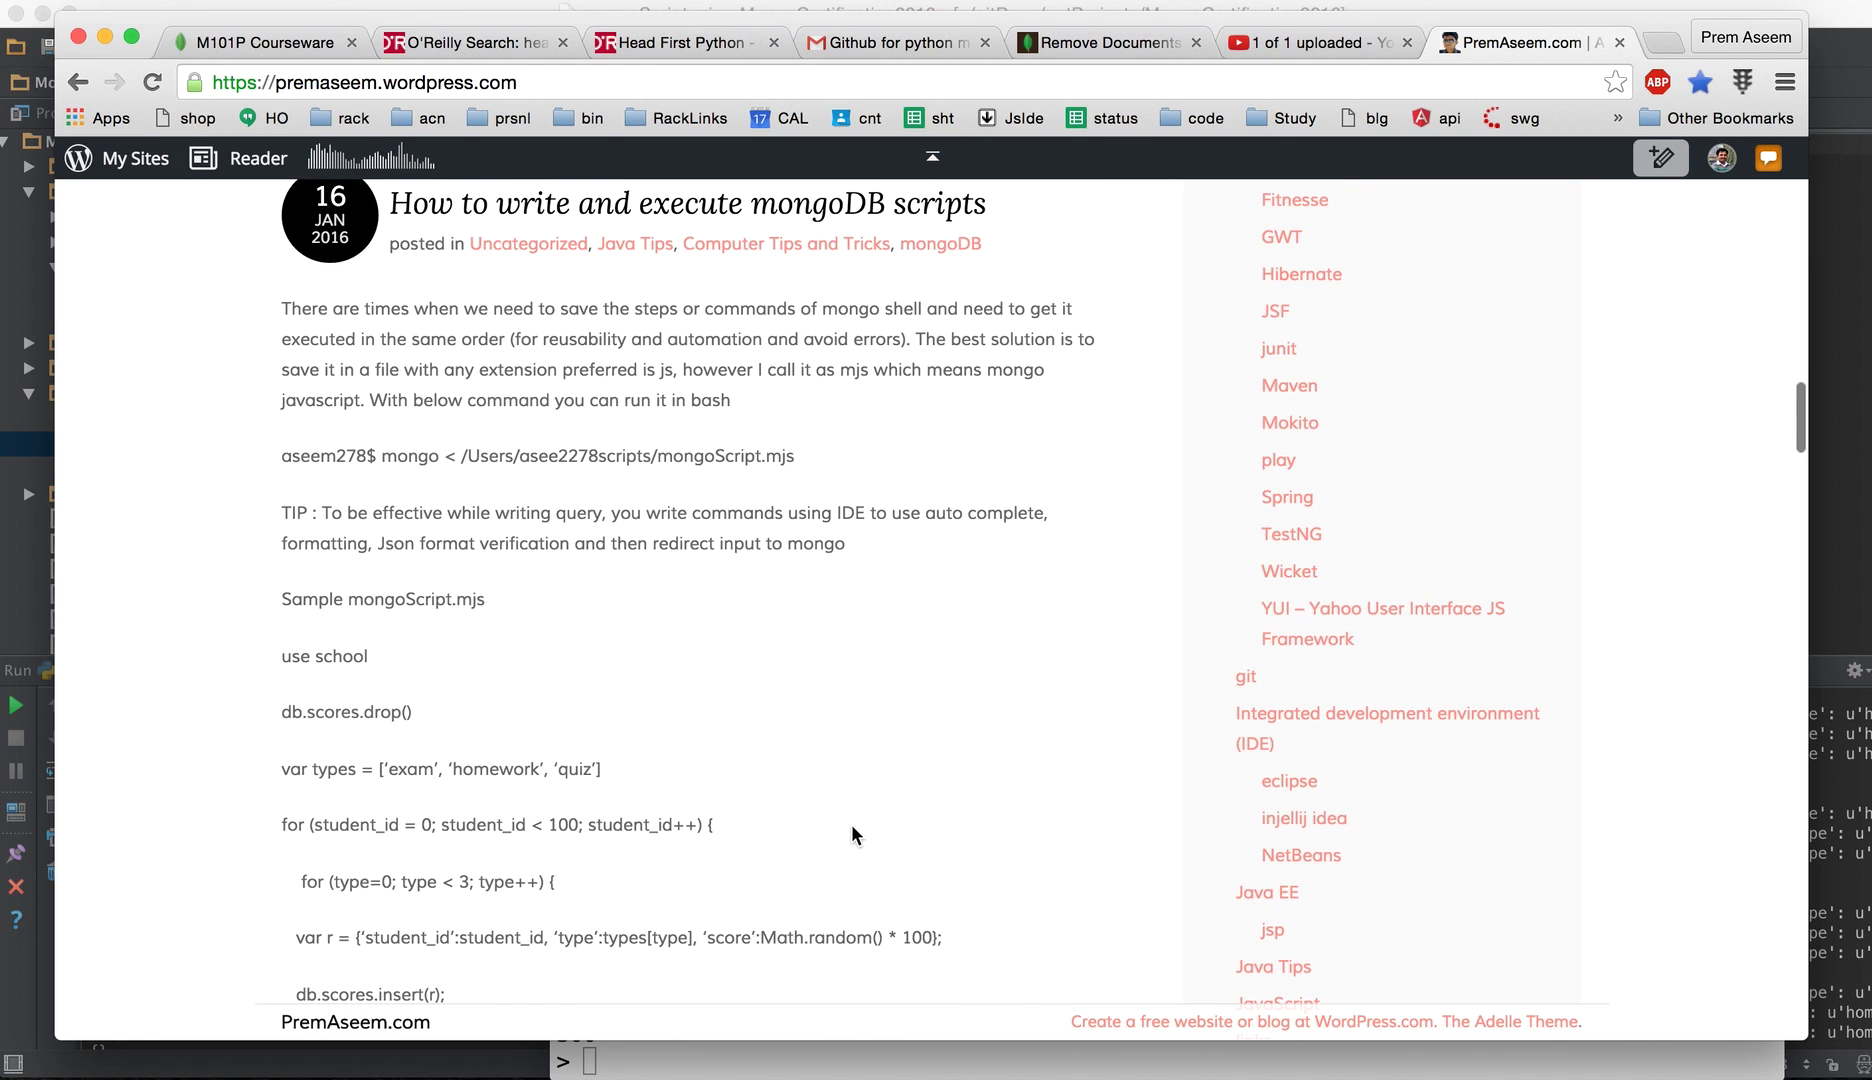 M101P Courseware
O'Reilly Search: hea
Head First Python -
Github for python m
Remove Documents
1 of 1 uploaded - Yo
PremAseem.com | A
Prem Aseem
https://premaseem.wordpress.com
ABP
Apps
shop
HO
rack
acn
prsnl
bin
RackLinks
17 CAL
cnt
sht
JsIde
status
code
Study
blg
api
swg
»
Other Bookmarks
My Sites
Reader
16
JAN
2016
How to write and execute mongoDB scripts
posted in Uncategorized, Java Tips, Computer Tips and Tricks, mongoDB
There are times when we need to save the steps or commands of mongo shell and need to get it
executed in the same order (for reusability and automation and avoid errors). The best solution is to
save it in a file with any extension preferred is js, however I call it as mjs which means mongo
javascript. With below command you can run it in bash
aseem278$ mongo < /Users/asee2278scripts/mongoScript.mjs
TIP : To be effective while writing query, you write commands using IDE to use auto complete,
formatting, Json format verification and then redirect input to mongo
Sample mongoScript.mjs
use school
db.scores.drop()
var types = [‘exam’, ‘homework’, ‘quiz’]
for (student_id = 0; student_id < 100; student_id++) {
for (type=0; type < 3; type++) {
var r = {‘student_id’:student_id, ‘type’:types[type], ‘score’:Math.random() * 100};
db.scores.insert(r);
Fitnesse
GWT
Hibernate
JSF
junit
Maven
Mokito
play
Spring
TestNG
Wicket
YUI – Yahoo User Interface JS
Framework
git
Integrated development environment
(IDE)
eclipse
injellij idea
NetBeans
Java EE
jsp
Java Tips
JavaScript
PremAseem.com
Create a free website or blog at WordPress.com. The Adelle Theme.
Run
>